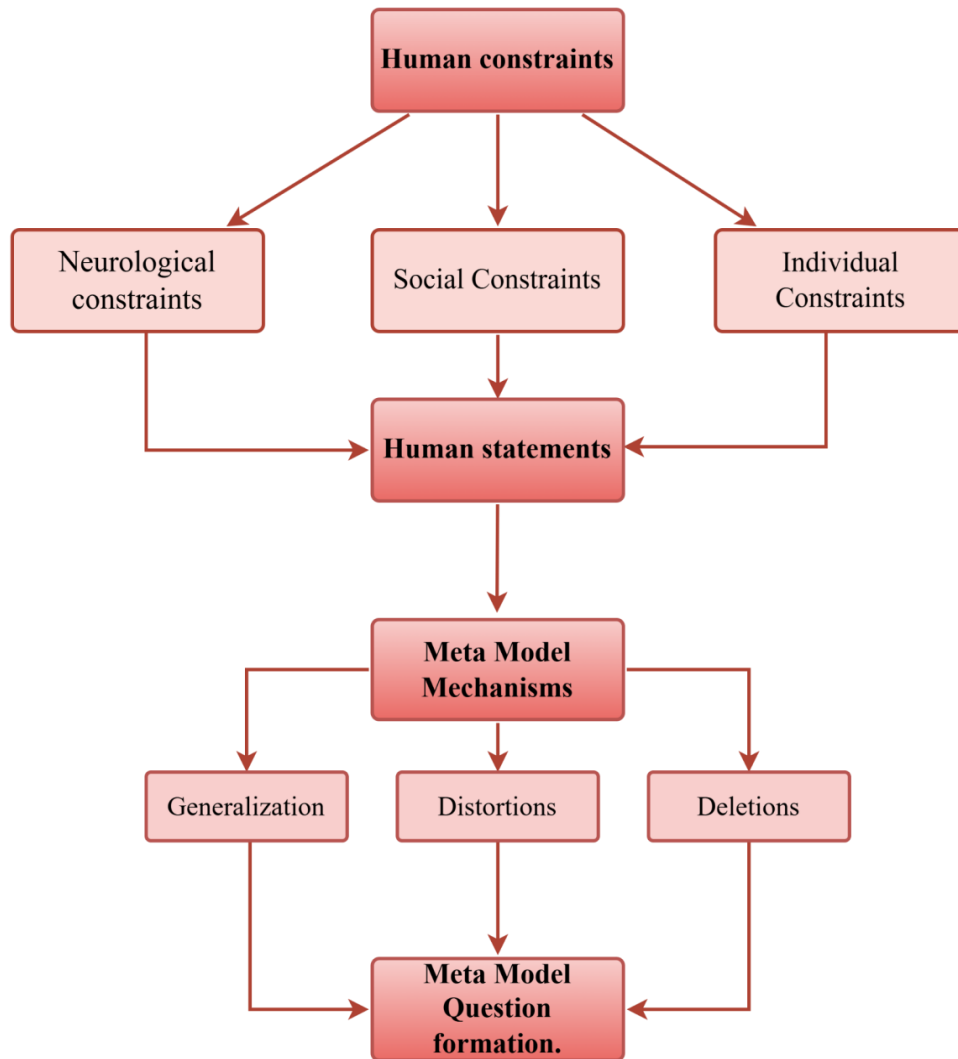 Human constraints
Neurological
constraints
Social Constraints
Individual
Constraints
Human statements
Meta Model
Mechanisms
Generalization
Distortions
Deletions
Meta Model
Question
formation.